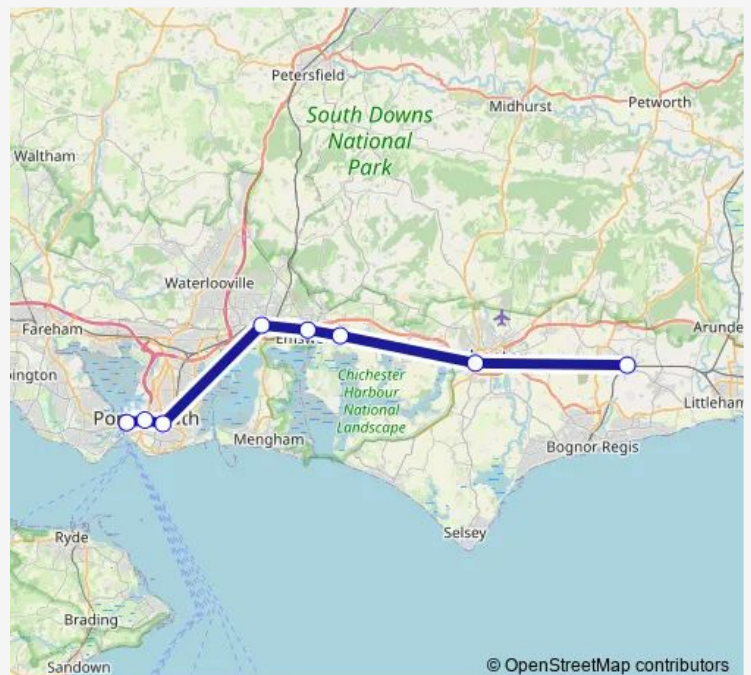 Petersfield
Midhurst
Petworth
South Downs
National
Park
Waltham
Waterlooville
Fareham
Arunde
Chichester
Harbour
National
Landscape
Littleham
Mengham
Bognor Regis
Selsey
Ryde
Brading
Sandown
© OpenStreetMap contributors